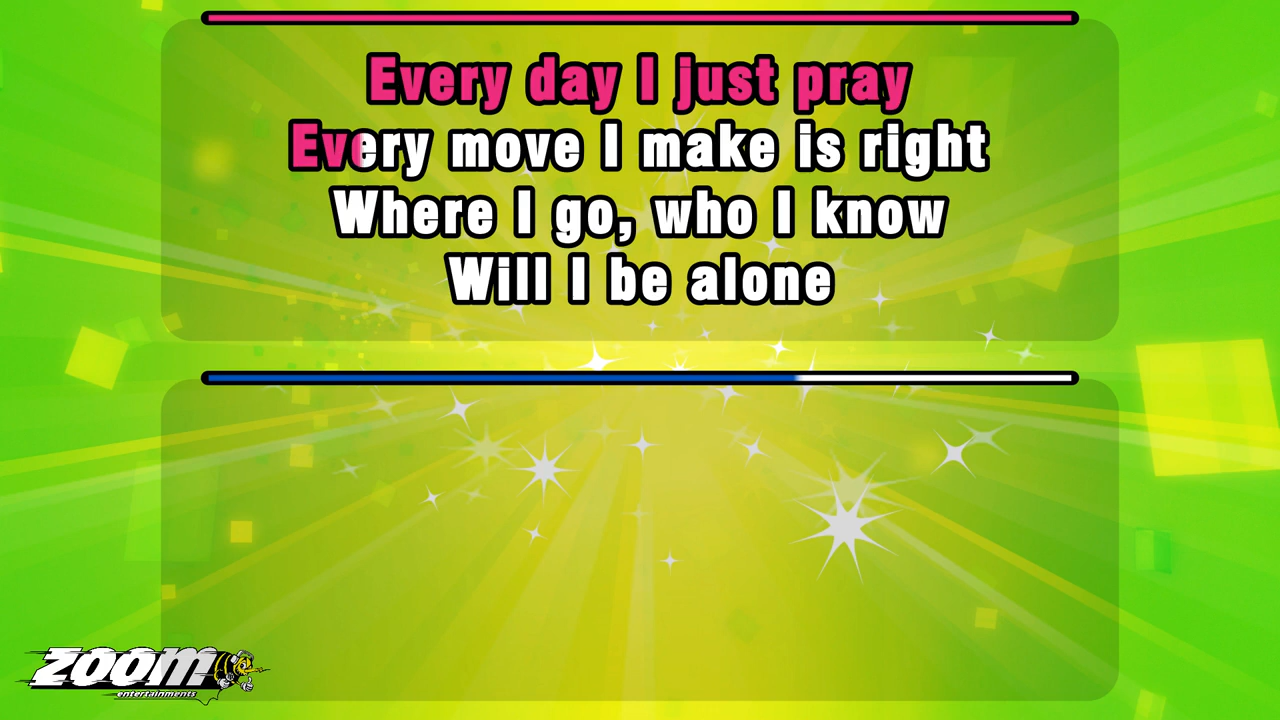 Every day I just pray
Every move I make is right
Where I go, who I know
Will I be alone
ZOOM
entertainments